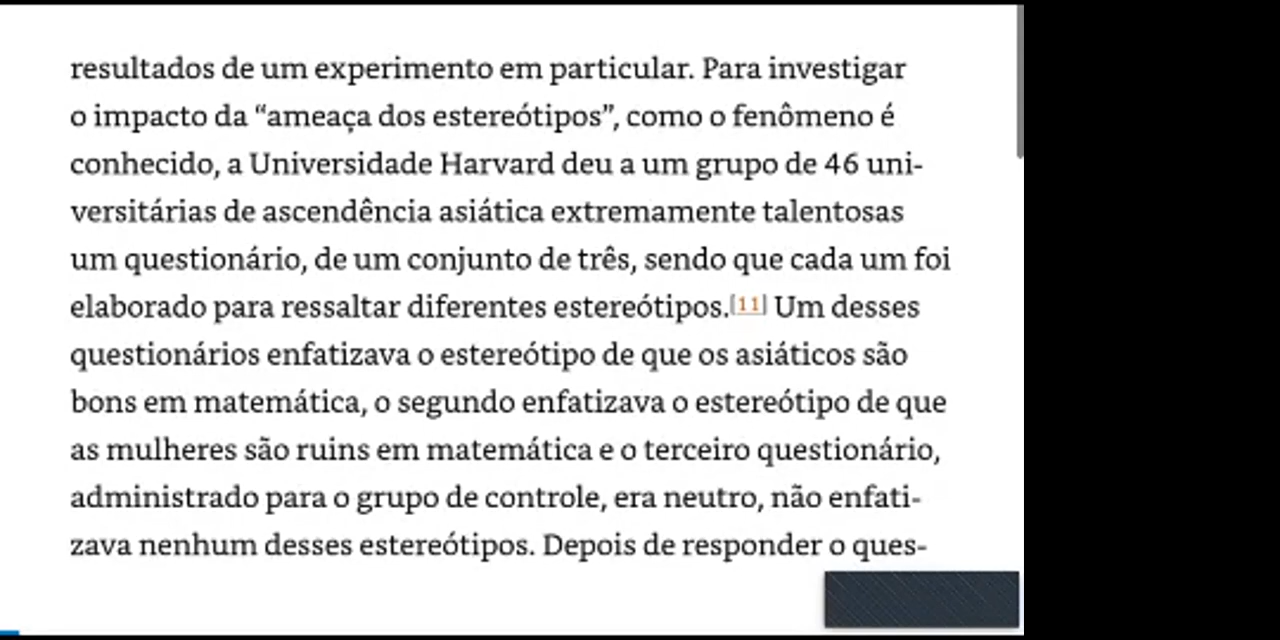 resultados de um experimento em particular. Para investigar
o impacto da “ameaça dos estereótipos”, como o fenômeno é
conhecido, a Universidade Harvard deu a um grupo de 46 uni-
versitárias de ascendência asiática extremamente talentosas
um questionário, de um conjunto de três, sendo que cada um foi
elaborado para ressaltar diferentes estereótipos.[11] Um desses
questionários enfatizava o estereótipo de que os asiáticos são
bons em matemática, o segundo enfatizava o estereótipo de que
as mulheres são ruins em matemática e o terceiro questionário,
administrado para o grupo de controle, era neutro, não enfati-
zava nenhum desses estereótipos. Depois de responder o ques-